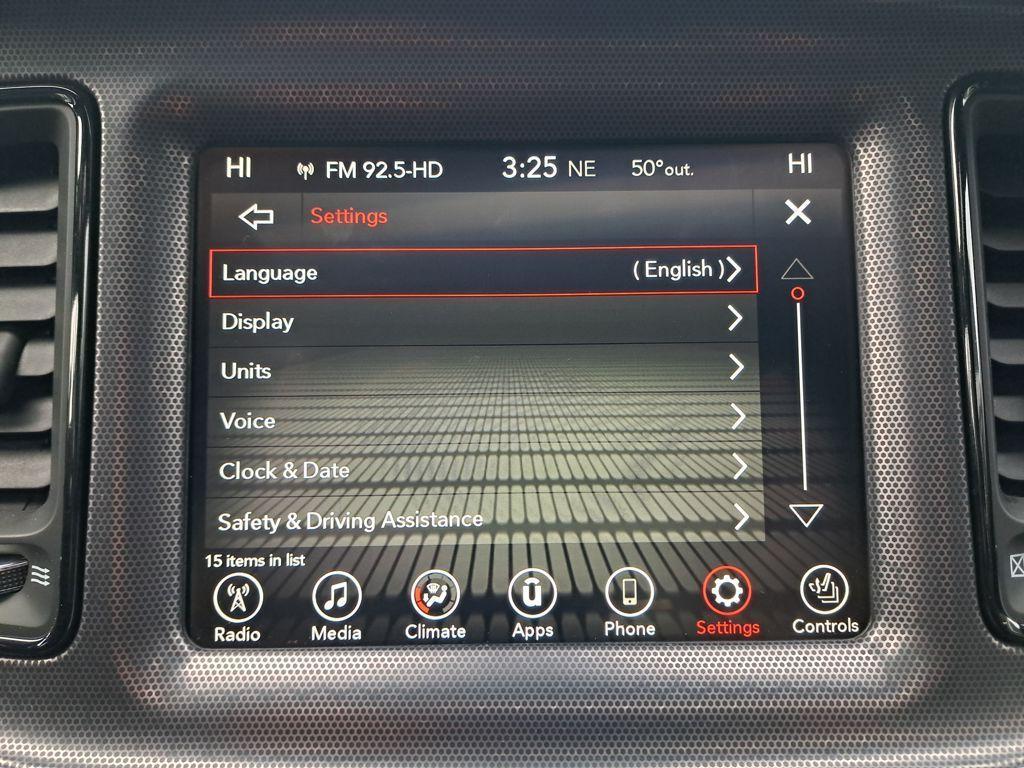 HI FM 92.5-HD 3:25 NE 50°out. HI
Settings
Language ( English )
Display
Units
Voice
Clock & Date
Safety & Driving Assistance
15 items in list
Radio Media Climate Apps Phone Settings Controls